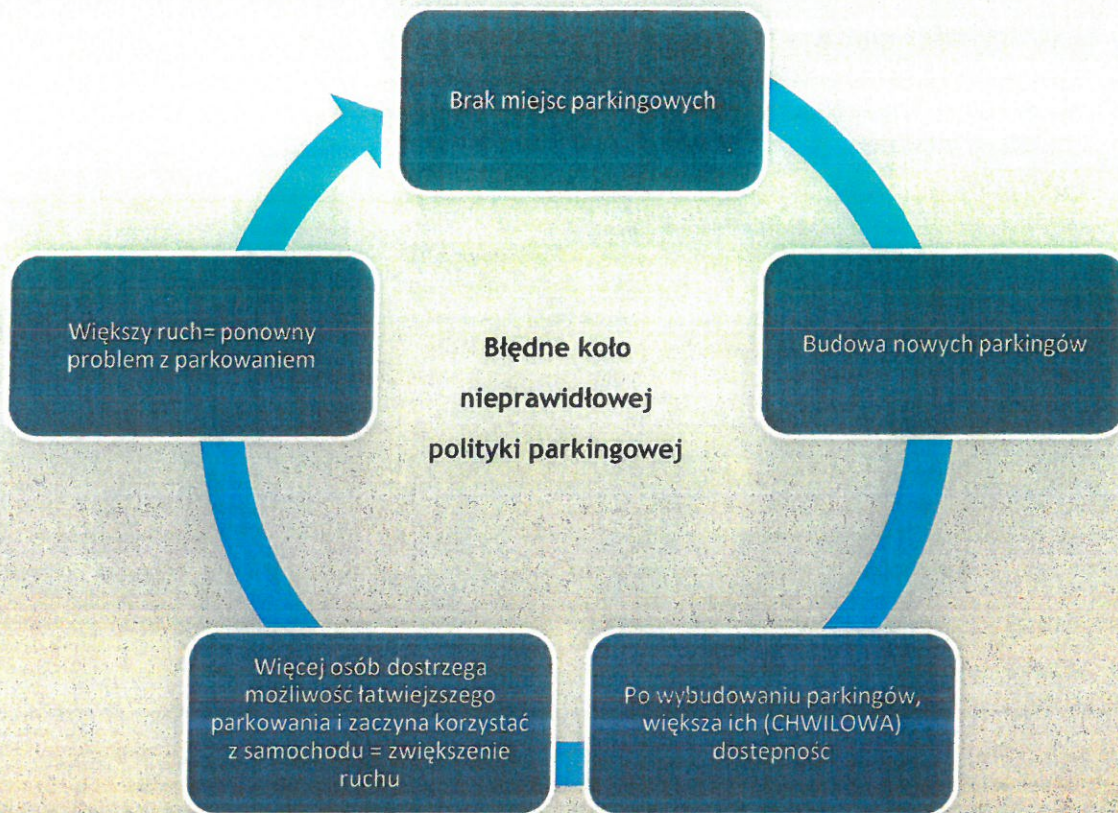 Brak miejsc parkingowych
Budowa nowych parkingów
Po wybudowaniu parkingów,
większa ich (CHWILOWA)
dostepność
Więcej osób dostrzega
możliwość łatwiejszego
parkowania i zaczyna korzystać
z samochodu = zwiększenie
ruchu
Większy ruch= ponowny
problem z parkowaniem
Błędne koło
nieprawidłowej
polityki parkingowej